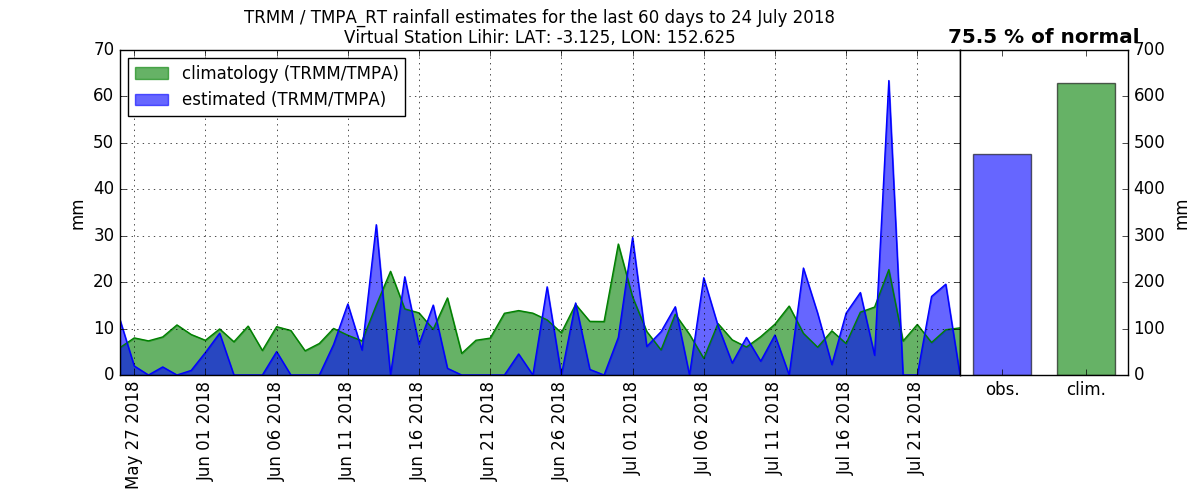 TRMM / TMPA_RT rainfall estimates for the last 60 days to 24 July 2018
Virtual Station Lihir: LAT: -3.125, LON: 152.625
75.5 % of normal
climatology (TRMM/TMPA)
estimated (TRMM/TMPA)
70
60
50
40
30
20
10
0
mm
May 27 2018
Jun 01 2018
Jun 06 2018
Jun 11 2018
Jun 16 2018
Jun 21 2018
Jun 26 2018
Jul 01 2018
Jul 06 2018
Jul 11 2018
Jul 16 2018
Jul 21 2018
700
600
500
400
300
200
100
0
mm
obs.
clim.